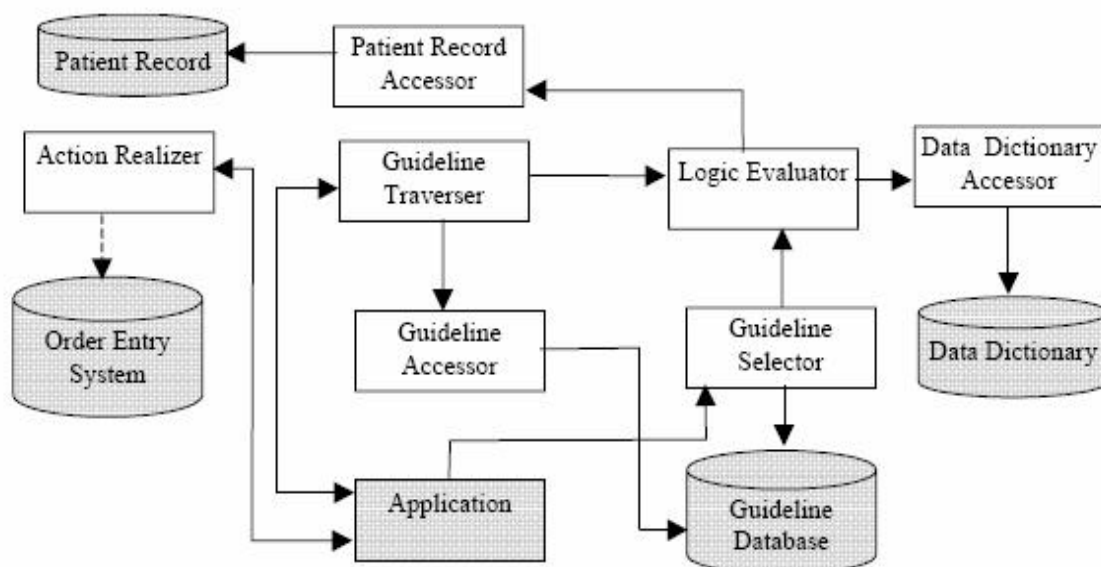 Patient Record
Patient Record
Accessor
Action Realizer
Guideline
Traverser
Logic Evaluator
Data Dictionary
Accessor
Order Entry
System
Guideline
Accessor
Guideline
Selector
Data Dictionary
Application
Guideline
Database